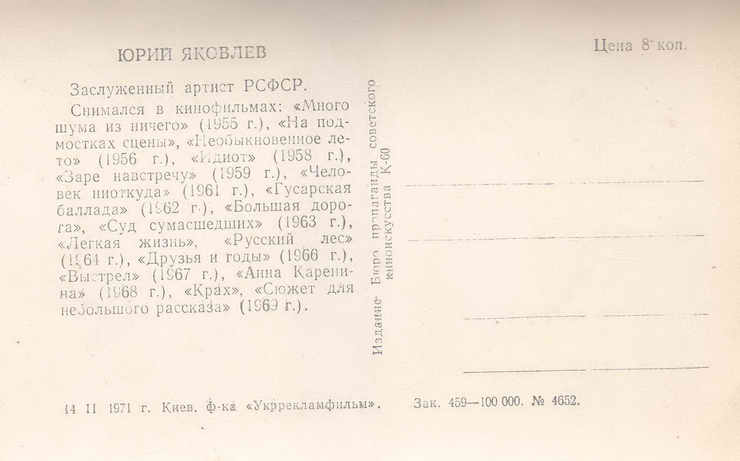 ЮРИЙ ЯКОВЛЕВ
Цена 8 коп.
Заслуженный артист РСФСР.
Снимался в кинофильмах: «Много
шума из ничего» (1955 г.), «На под-
мостках сцены», «Необыкновенное ле-
то» (1956 г.), «Идиот» (1958 г.),
«Заре навстречу» (1959 г.), «Чело-
век ниоткуда» (1961 г.), «Гусарская
баллада» (1962 г.), «Большая доро-
га», «Суд сумасшедших» (1963 г.),
«Легкая жизнь», «Русский лес»
(1964 г.), «Друзья и годы» (1966 г.),
«Выстрел» (1967 г.), «Анна Карени-
на» (1968 г.), «Крах», «Сюжет для
небольшого рассказа» (1969 г.).
Издание Бюро пропаганды советского
киноискусства К-60
14 II 1971 г. Киев. ф-ка «Укррекламфильм».
Зак. 459—100 000. № 4652.